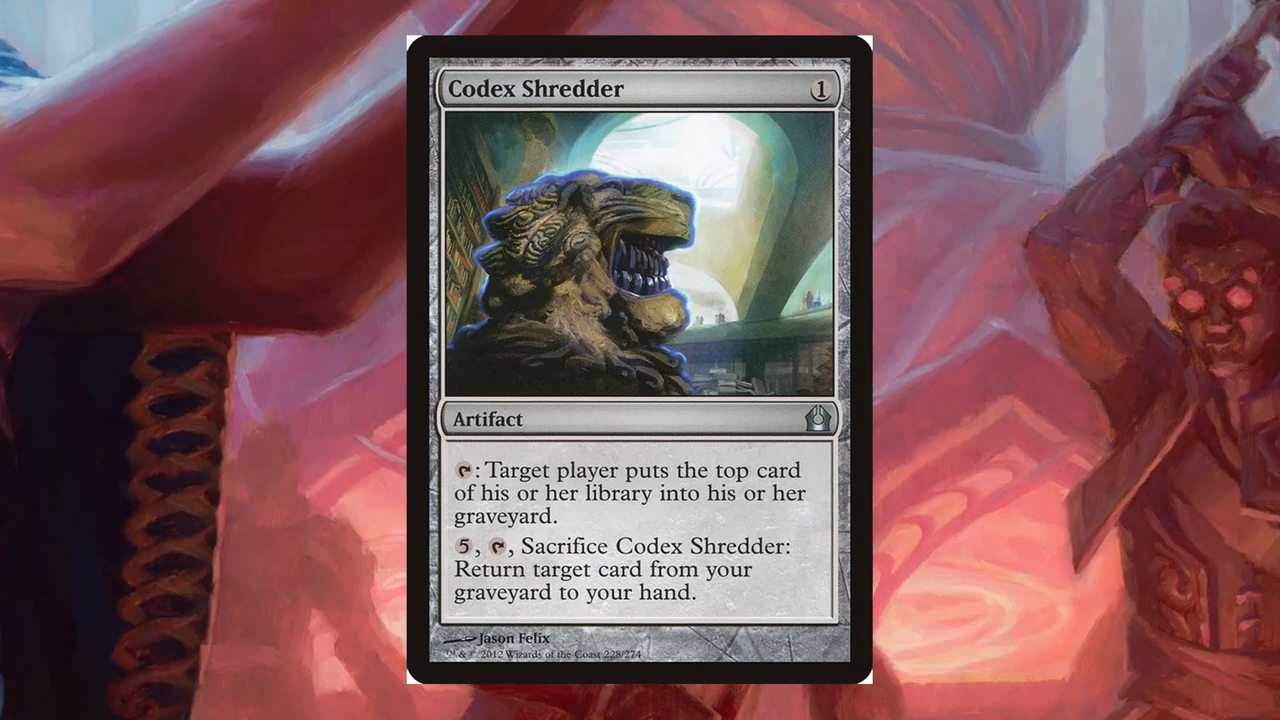 Codex Shredder 1
Artifact
: Target player puts the top card
of his or her library into his or her
graveyard.
5, , Sacrifice Codex Shredder:
Return target card from your
graveyard to your hand.
Jason Felix
™ & © 2012 Wizards of the Coast 228/274